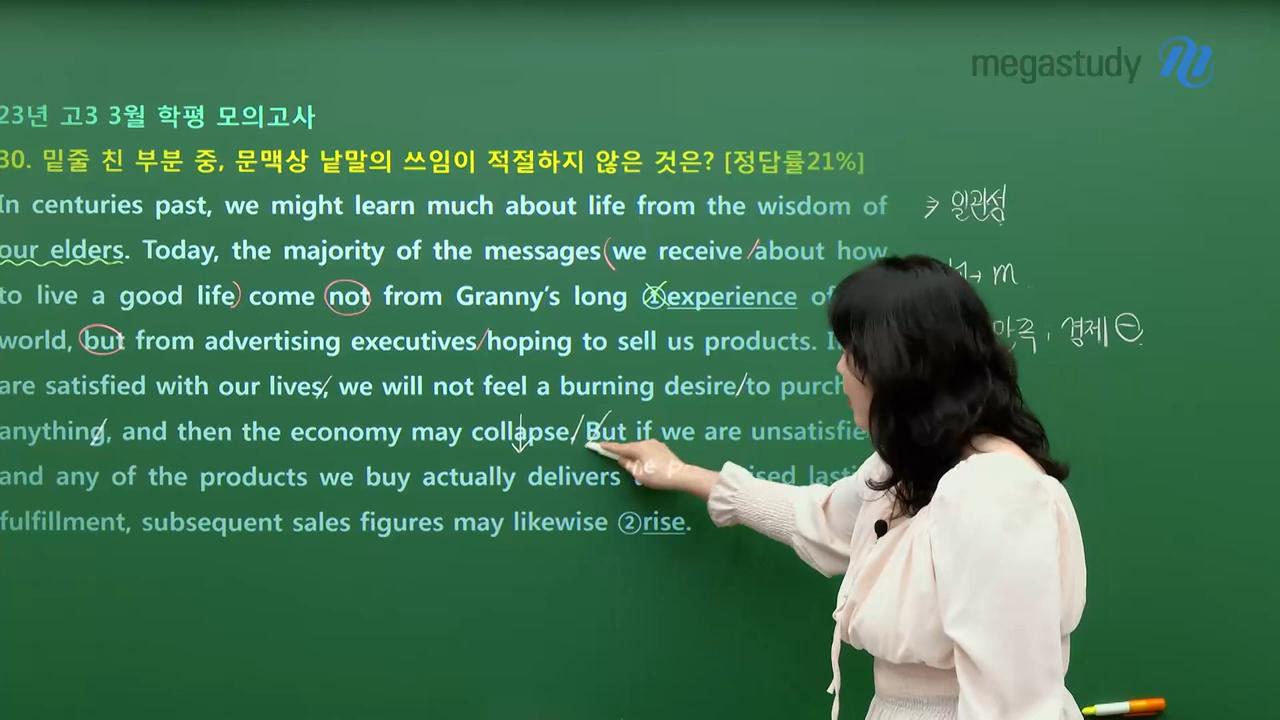 megastudy
23년 고3 3월 학평 모의고사
30. 밑줄 친 부분 중, 문맥상 낱말의 쓰임이 적절하지 않은 것은? [정답률21%]
In centuries past, we might learn much about life from the wisdom of
our elders. Today, the majority of the messages we receive about how
to live a good life come not from Granny's long ①experience of
world, but from advertising executives hoping to sell us products.
are satisfied with our lives, we will not feel a burning desire to
anything, and then the economy may collapse. But if we are
and any of the products we buy actually delivers
fulfillment, subsequent sales figures may likewise ②rise.
일관성
→ m
경제 ⊖